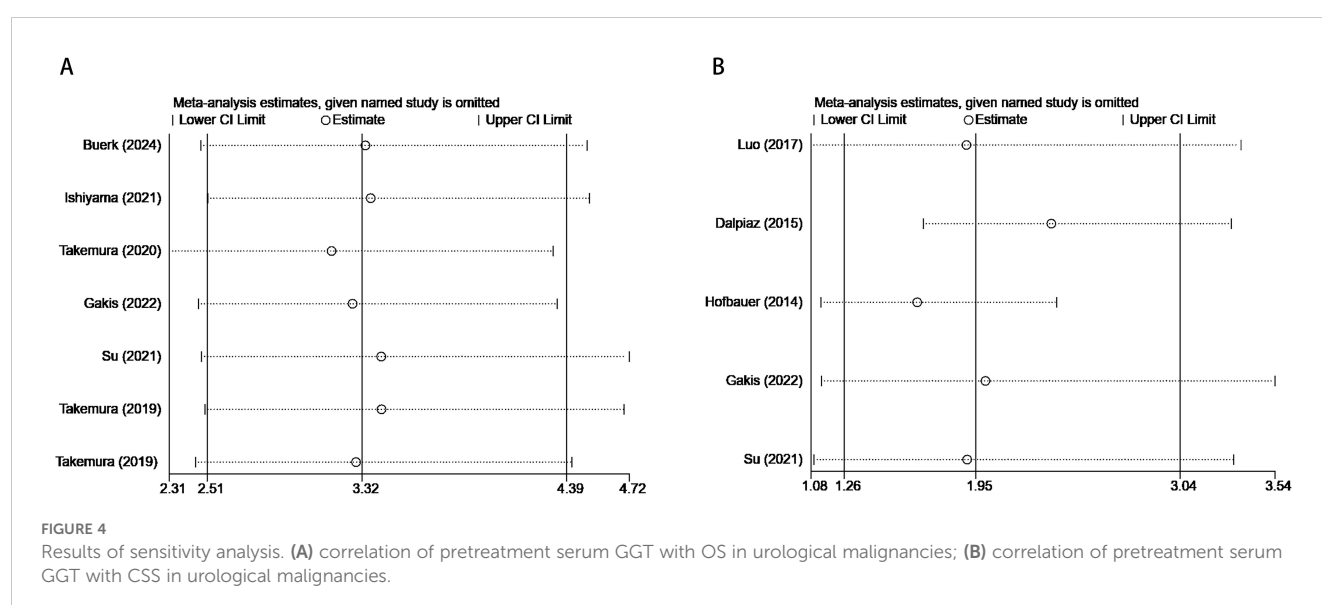 A
Meta-analysis estimates, given named study is omitted
| Lower CI Limit ○ Estimate | Upper CI Limit
Buerk (2024)
Ishiyama (2021)
Takemura (2020)
Gakis (2022)
Su (2021)
Takemura (2019)
Takemura (2019)
2.31 2.51 3.32 4.39 4.72
B
Meta-analysis estimates, given named study is omitted
| Lower CI Limit ○ Estimate | Upper CI Limit
Luo (2017)
Dalpiaz (2015)
Hofbauer (2014)
Gakis (2022)
Su (2021)
1.08 1.26 1.95 3.04 3.54
FIGURE 4
Results of sensitivity analysis. (A) correlation of pretreatment serum GGT with OS in urological malignancies; (B) correlation of pretreatment serum
GGT with CSS in urological malignancies.